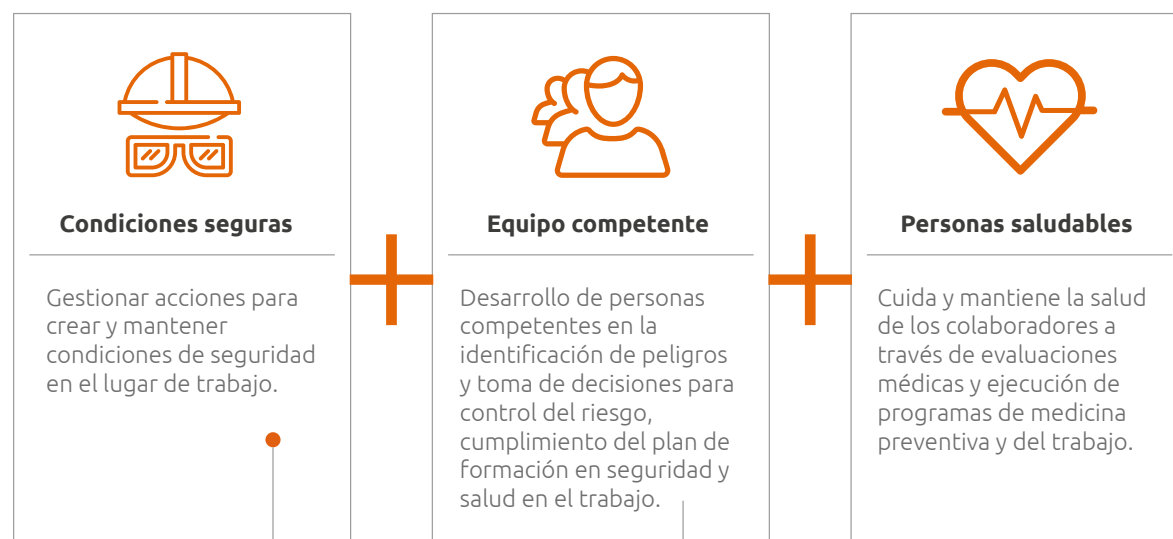 Condiciones seguras
Gestionar acciones para
crear y mantener
condiciones de seguridad
en el lugar de trabajo.
Equipo competente
Desarrollo de personas
competentes en la
identificación de peligros
y toma de decisiones para
control del riesgo,
cumplimiento del plan de
formación en seguridad y
salud en el trabajo.
Personas saludables
Cuida y mantiene la salud
de los colaboradores a
través de evaluaciones
médicas y ejecución de
programas de medicina
preventiva y del trabajo.